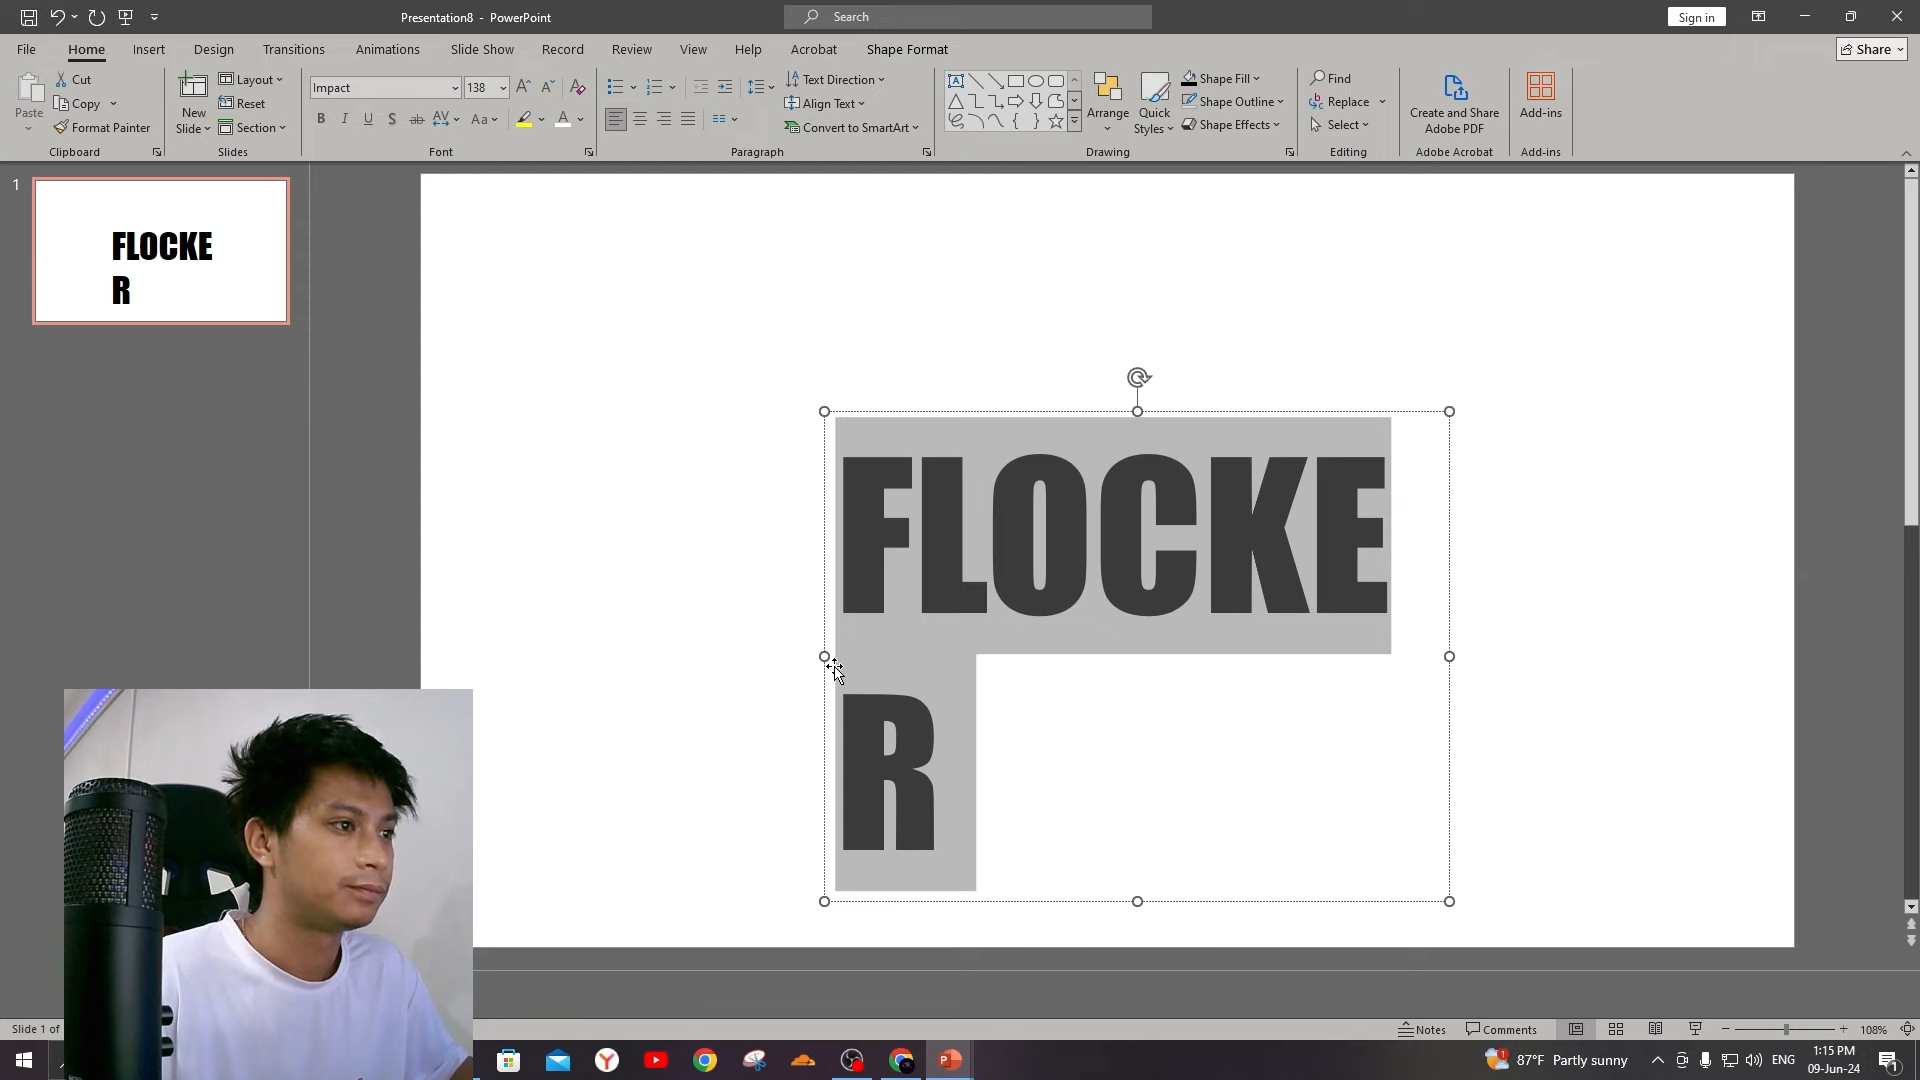 Presentation8 - PowerPoint
Search
Sign in
File
Home
Insert
Design
Transitions
Animations
Slide Show
Record
Review
View
Help
Acrobat
Shape Format
Share
Paste
Cut
Copy
Format Painter
Clipboard
New
Slide
Layout
Reset
Section
Slides
Impact
138
Font
Text Direction
Align Text
Convert to SmartArt
Paragraph
Arrange
Quick
Styles
Shape Fill
Shape Outline
Shape Effects
Drawing
Find
Replace
Select
Editing
Create and Share
Adobe PDF
Adobe Acrobat
Add-ins
Add-ins
1
FLOCKE
R
FLOCKE
R
Slide 1 of
Notes
Comments
108%
87°F Partly sunny
ENG
1:15 PM
09-Jun-24